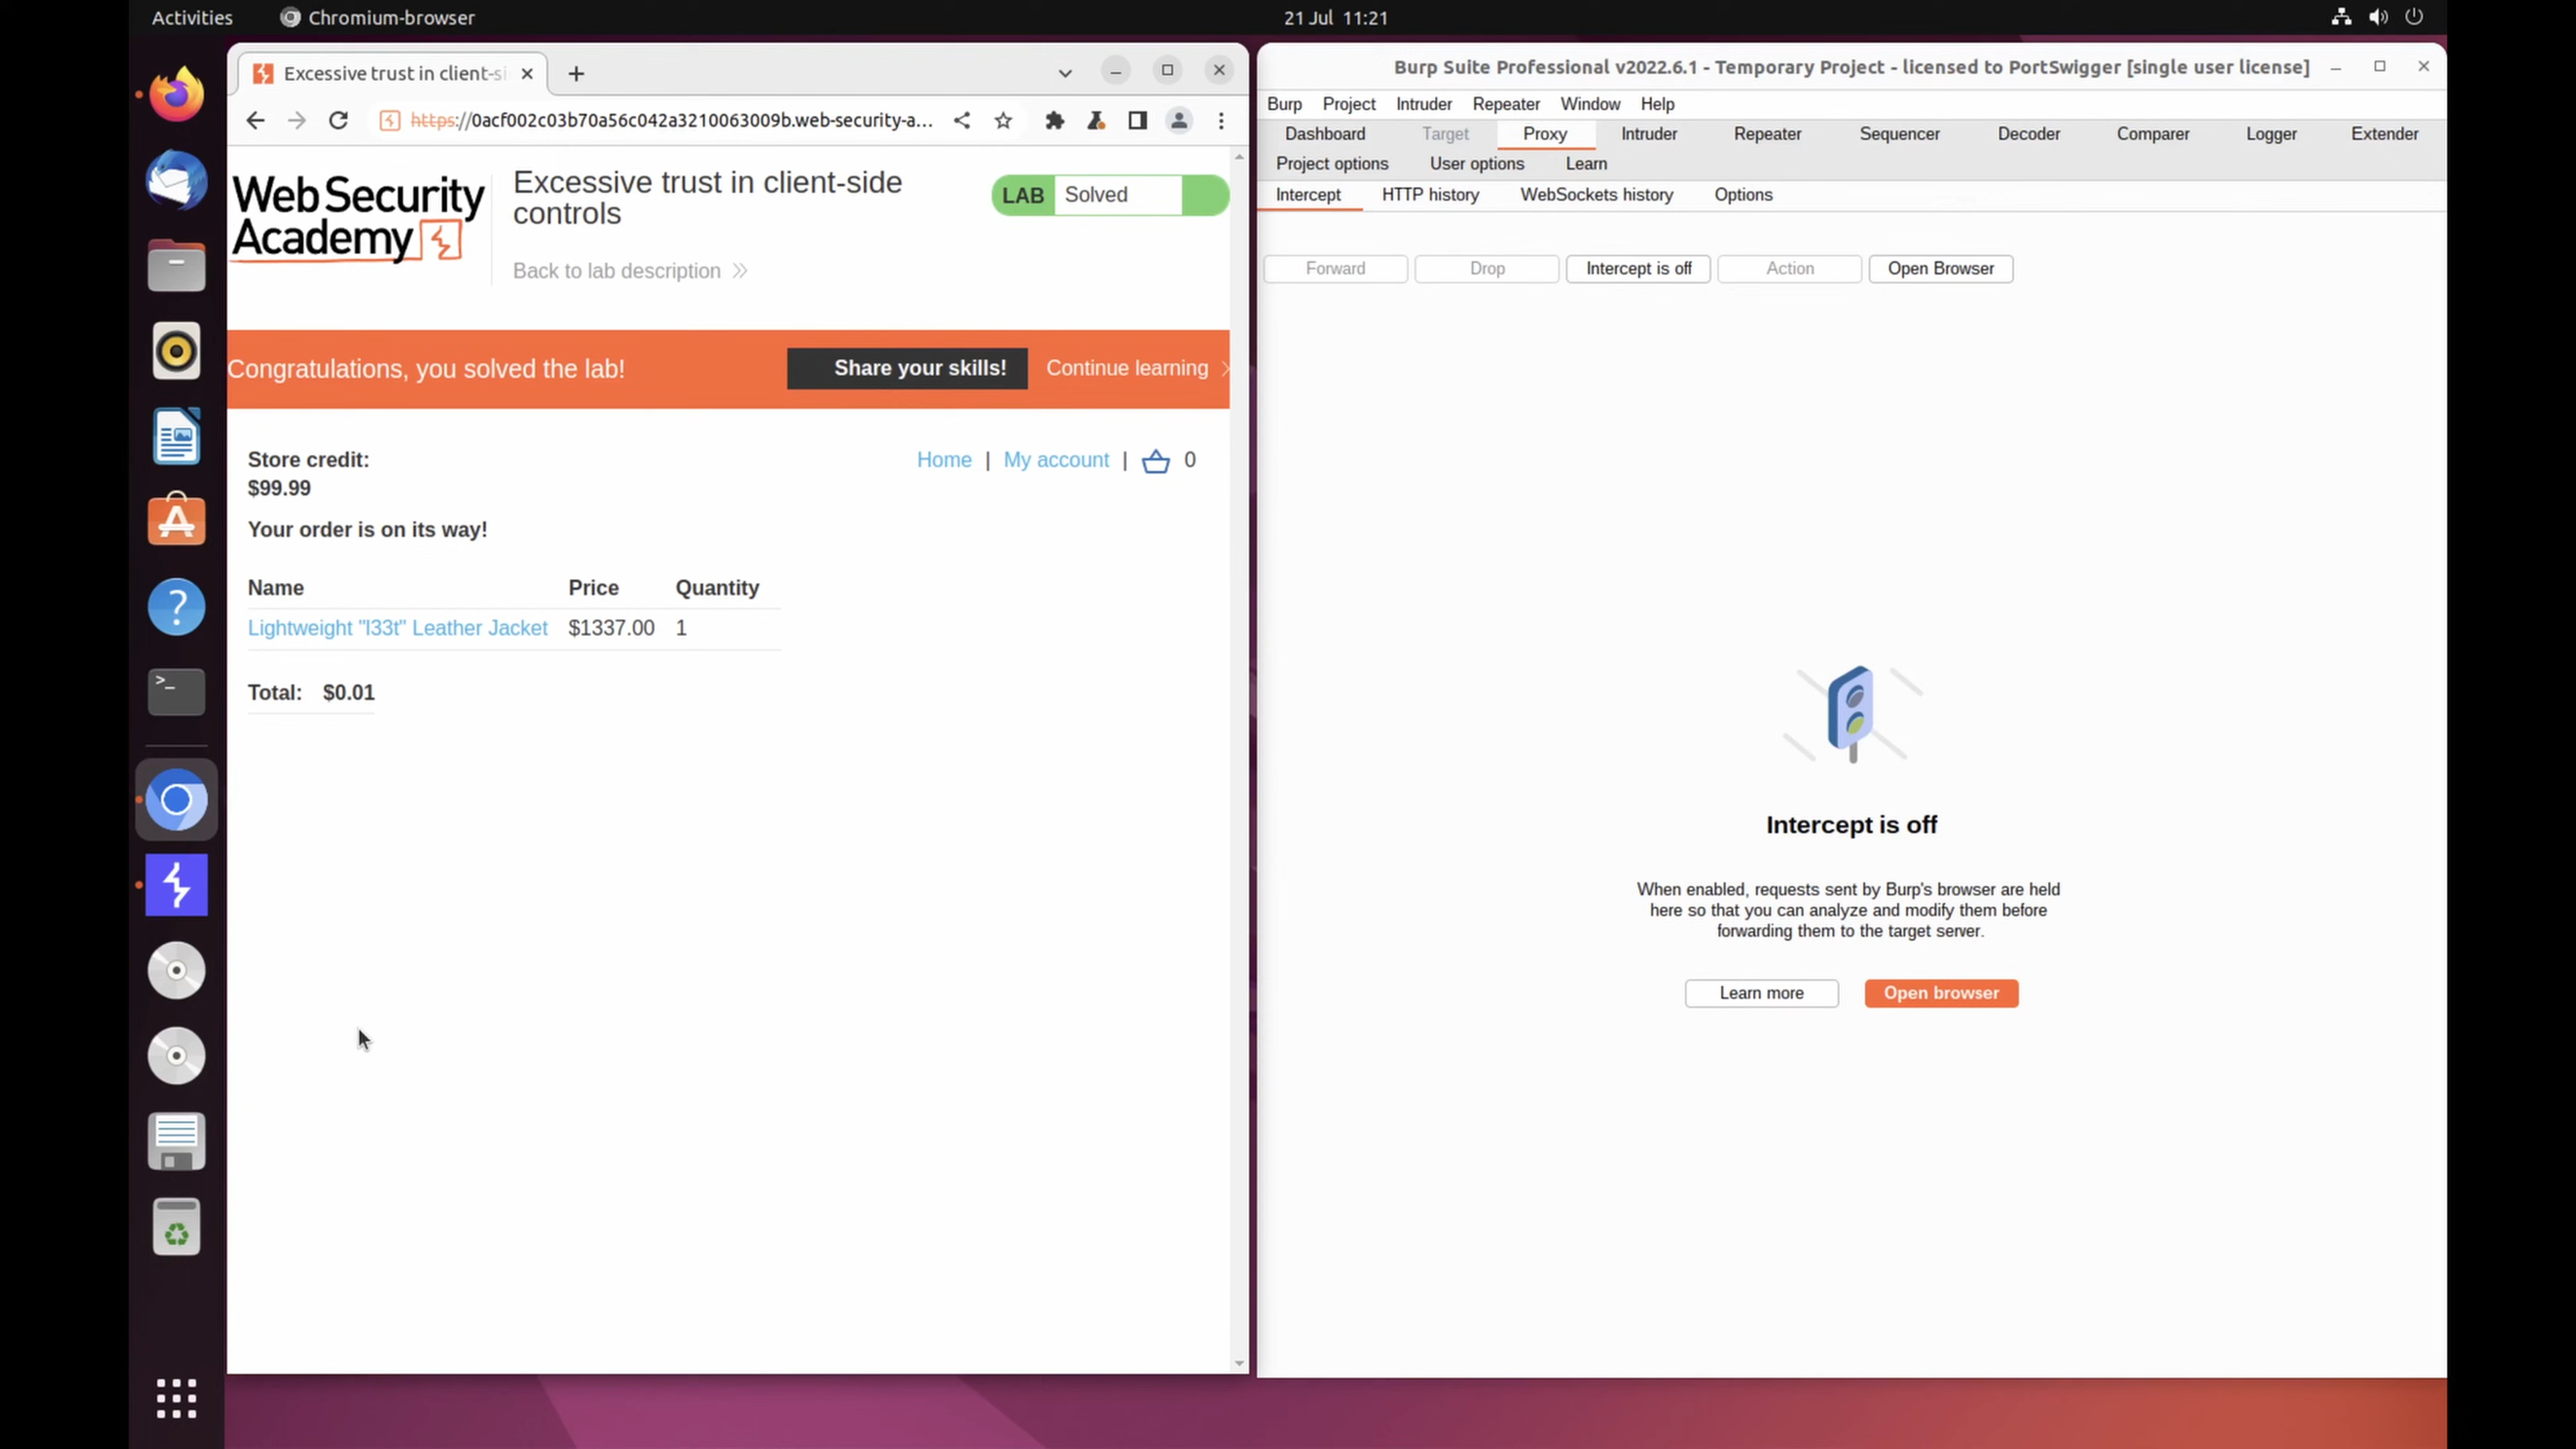 Activities
Chromium-browser
21 Jul 11:21
Excessive trust in client-si
https://0acf002c03b70a56c042a3210063009b.web-security-a...
Web Security
Academy
Excessive trust in client-side
controls
Back to lab description
LAB Solved
Congratulations, you solved the lab!
Share your skills!
Continue learning
Store credit:
$99.99
Home | My account | 0
Your order is on its way!
Name Price Quantity
Lightweight "l33t" Leather Jacket $1337.00 1
Total: $0.01
Burp Suite Professional v2022.6.1 - Temporary Project - licensed to PortSwigger [single user license]
Burp Project Intruder Repeater Window Help
Dashboard Target Proxy Intruder Repeater Sequencer Decoder Comparer Logger Extender
Project options User options Learn
Intercept HTTP history WebSockets history Options
Forward Drop Intercept is off Action Open Browser
Intercept is off
When enabled, requests sent by Burp's browser are held
here so that you can analyze and modify them before
forwarding them to the target server.
Learn more
Open browser